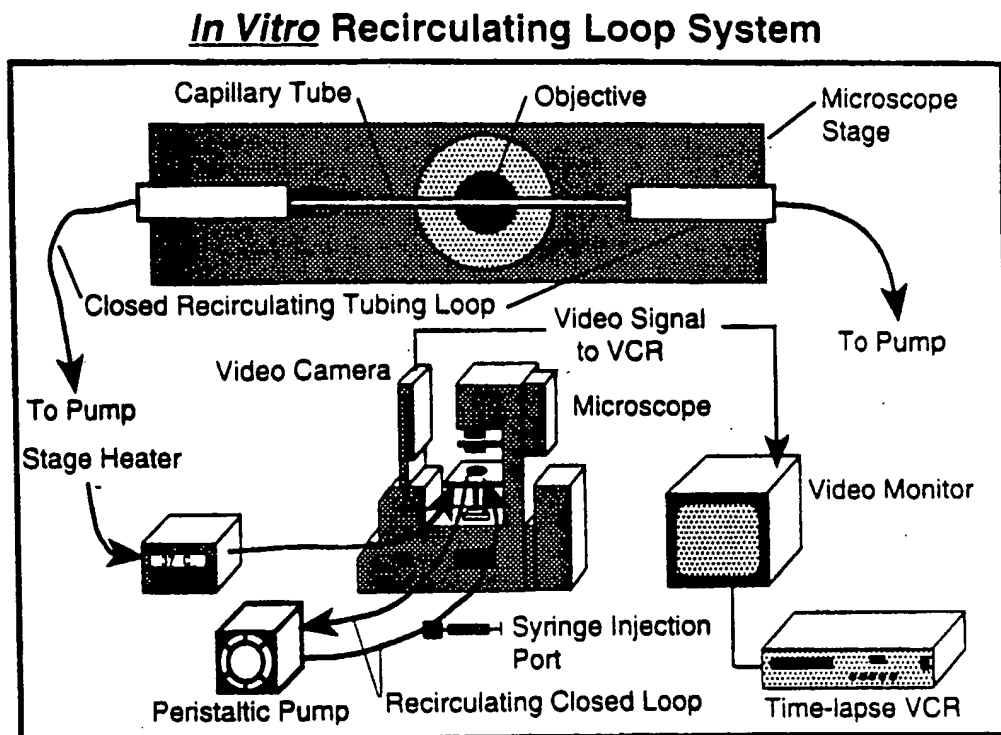 In Vitro Recirculating Loop System
Capillary Tube
Objective
Microscope
Stage
Closed Recirculating Tubing Loop
To Pump
To Pump
Video Signal
to VCR
Video Camera
Microscope
Stage Heater
Video Monitor
Syringe Injection
Port
Peristaltic Pump
Recirculating Closed Loop
Time-lapse VCR